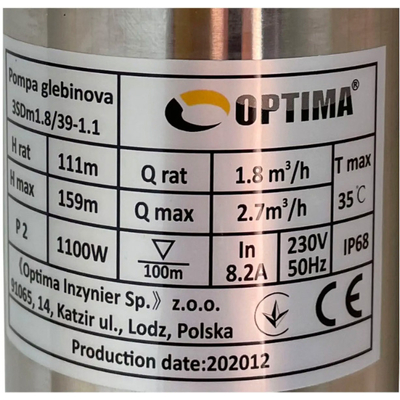 Pompa glebinova
3SDm1.8/39-1.1
OPTIMA®
H rat 111m Q rat 1.8 m³/h T max
H max 159m Q max 2.7m³/h 35℃
P 2 1100W ▽ 100m In 8.2A 230V 50Hz IP68
《Optima Inzynier Sp.》 z.o.o.
91065, 14, Katzir ul., Lodz, Polska
CE
Production date:202012